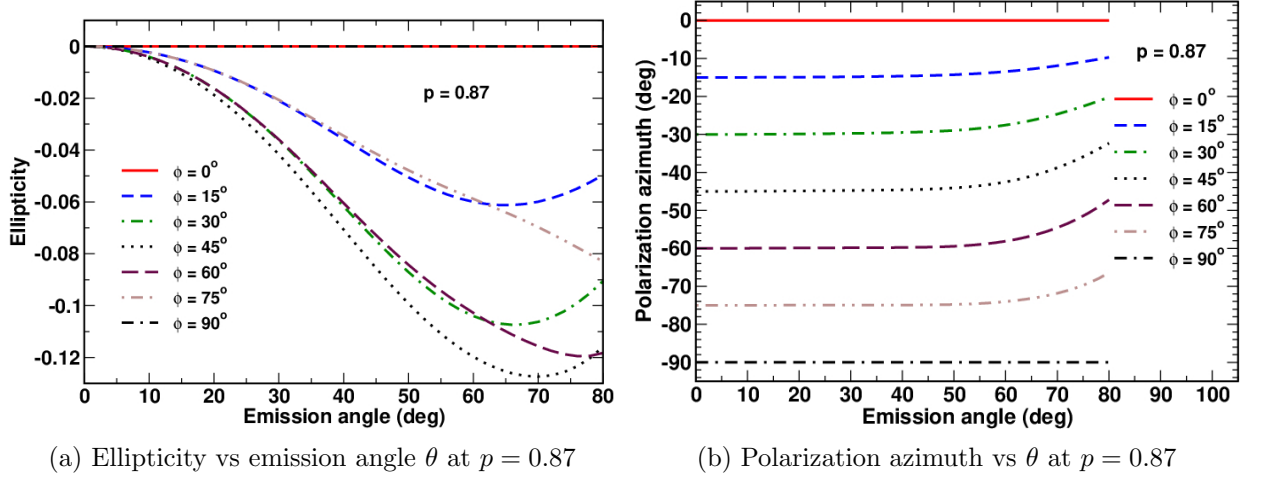 0
-0.02
-0.04
-0.06
-0.08
-0.1
-0.12
Ellipticity
p = 0.87
ϕ = 0°
ϕ = 15°
ϕ = 30°
ϕ = 45°
ϕ = 60°
ϕ = 75°
ϕ = 90°
0 10 20 30 40 50 60 70 80
Emission angle (deg)
(a) Ellipticity vs emission angle θ at p = 0.87
0
-10
-20
-30
-40
-50
-60
-70
-80
-90
Polarization azimuth (deg)
p = 0.87
ϕ = 0°
ϕ = 15°
ϕ = 30°
ϕ = 45°
ϕ = 60°
ϕ = 75°
ϕ = 90°
0 10 20 30 40 50 60 70 80 90 100
Emission angle (deg)
(b) Polarization azimuth vs θ at p = 0.87